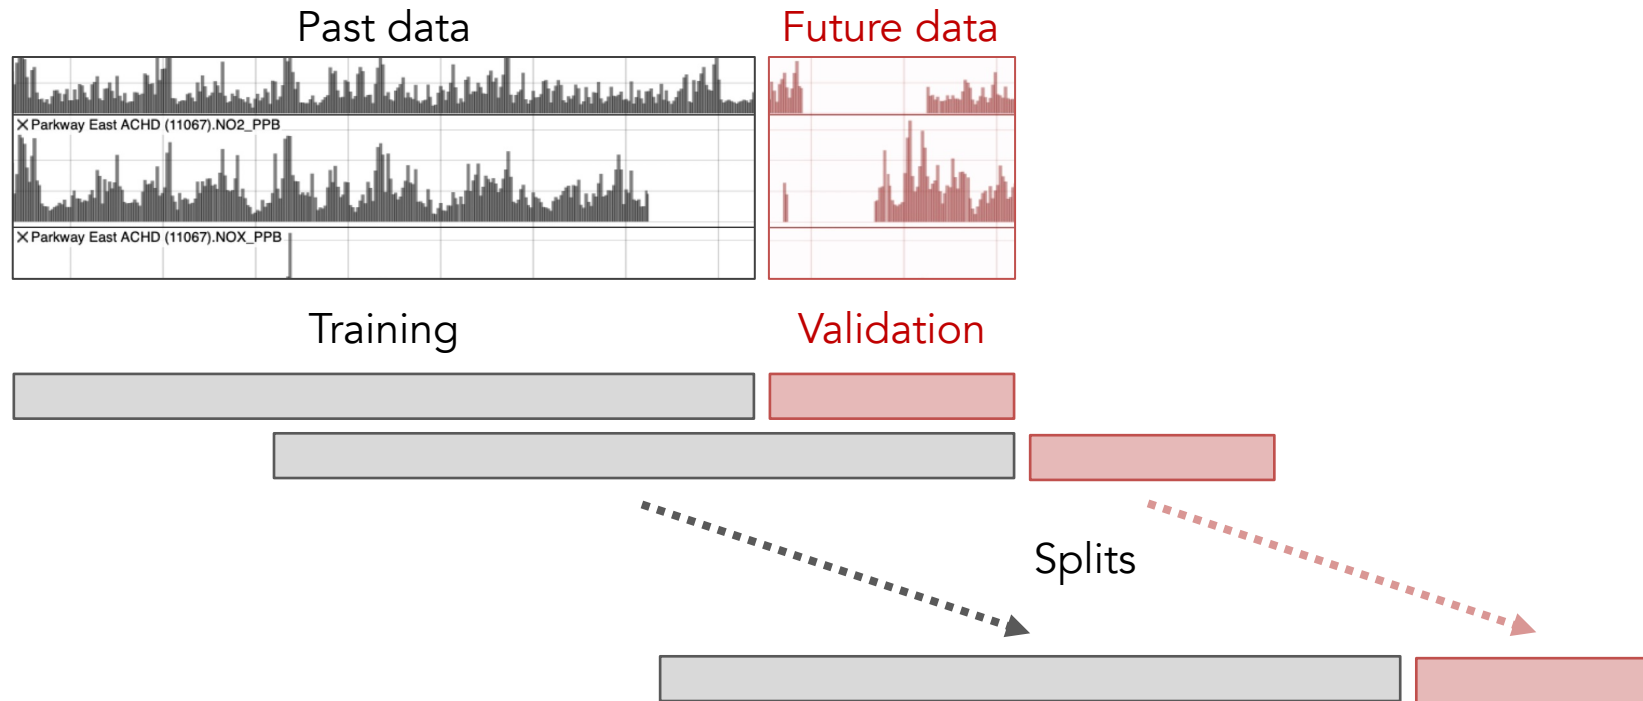 Past data
Future data
X Parkway East ACHD (11067).NO2_PPB
X Parkway East ACHD (11067).NOX_PPB
Training
Validation
Splits